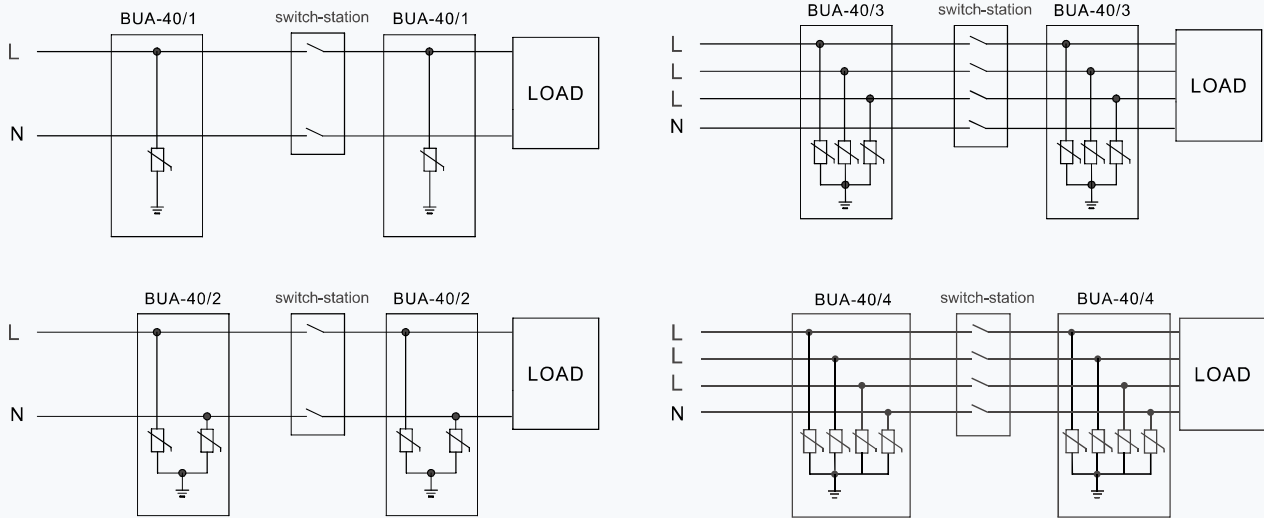 BUA-40/1 switch-station BUA-40/1
L
N
LOAD
BUA-40/3 switch-station BUA-40/3
L
L
L
N
LOAD
BUA-40/2 switch-station BUA-40/2
L
N
LOAD
BUA-40/4 switch-station BUA-40/4
L
L
L
N
LOAD